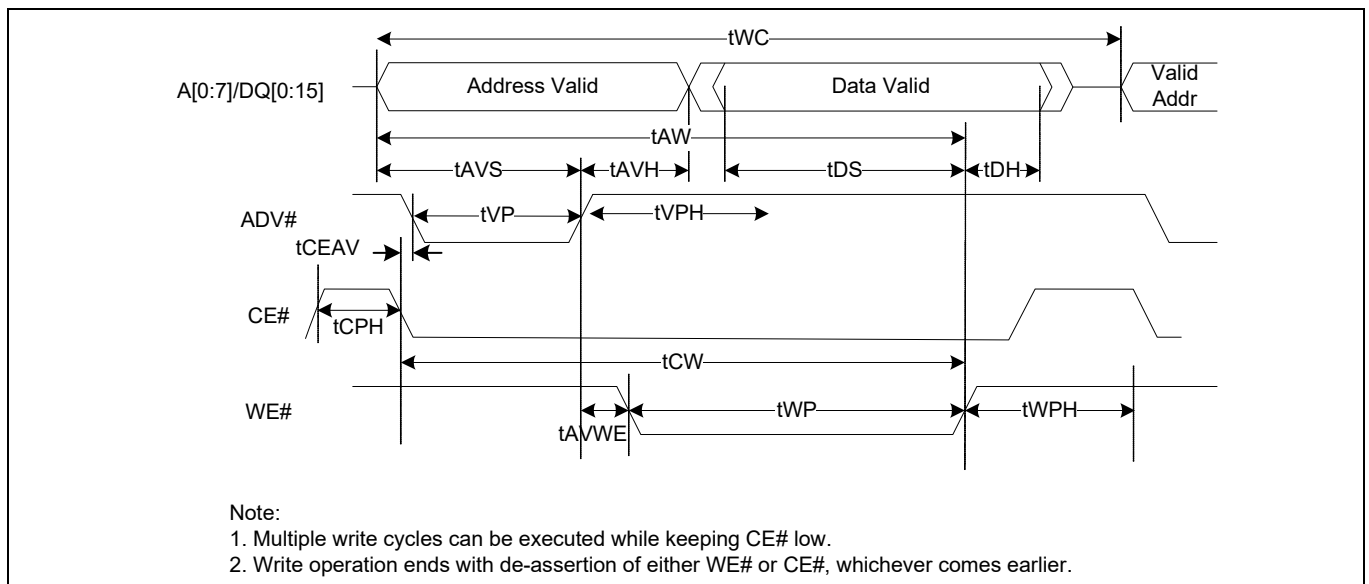 tWC
A[0:7]/DQ[0:15]
Address Valid
Data Valid
Valid
Addr
tAW
tAVS
tAVH
tDS
tDH
ADV#
tVP
tVPH
tCEAV
CE#
tCPH
tCW
WE#
tWP
tWPH
tAVWE
Note:
1. Multiple write cycles can be executed while keeping CE# low.
2. Write operation ends with de-assertion of either WE# or CE#, whichever comes earlier.